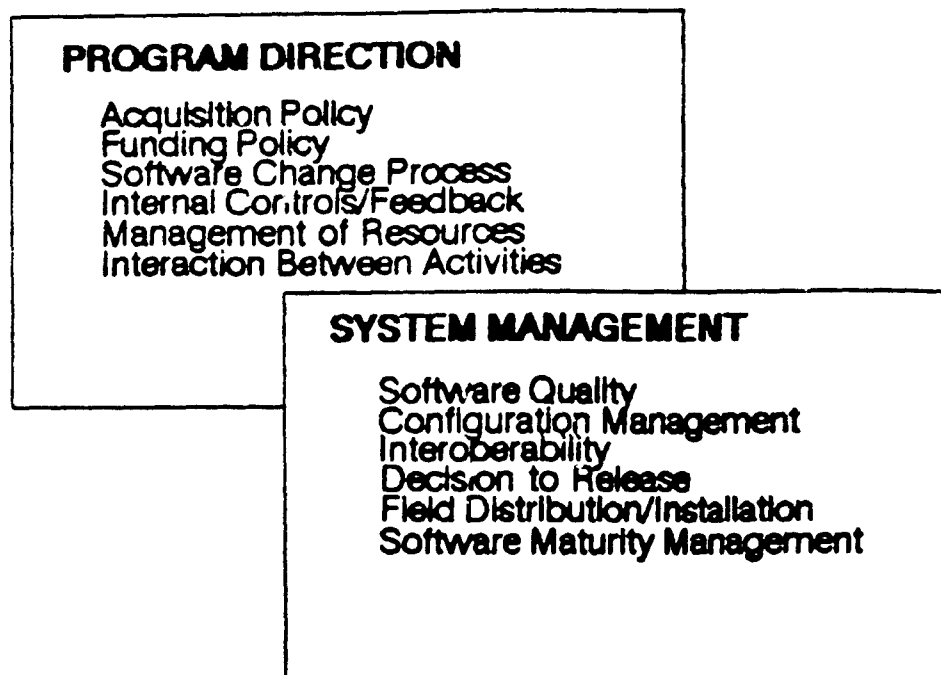 PROGRAM DIRECTION
Acquisition Policy
Funding Policy
Software Change Process
Internal Controls/Feedback
Management of Resources
Interaction Between Activities
SYSTEM MANAGEMENT
Software Quality
Configuration Management
Interoperability
Decision to Release
Field Distribution/Installation
Software Maturity Management